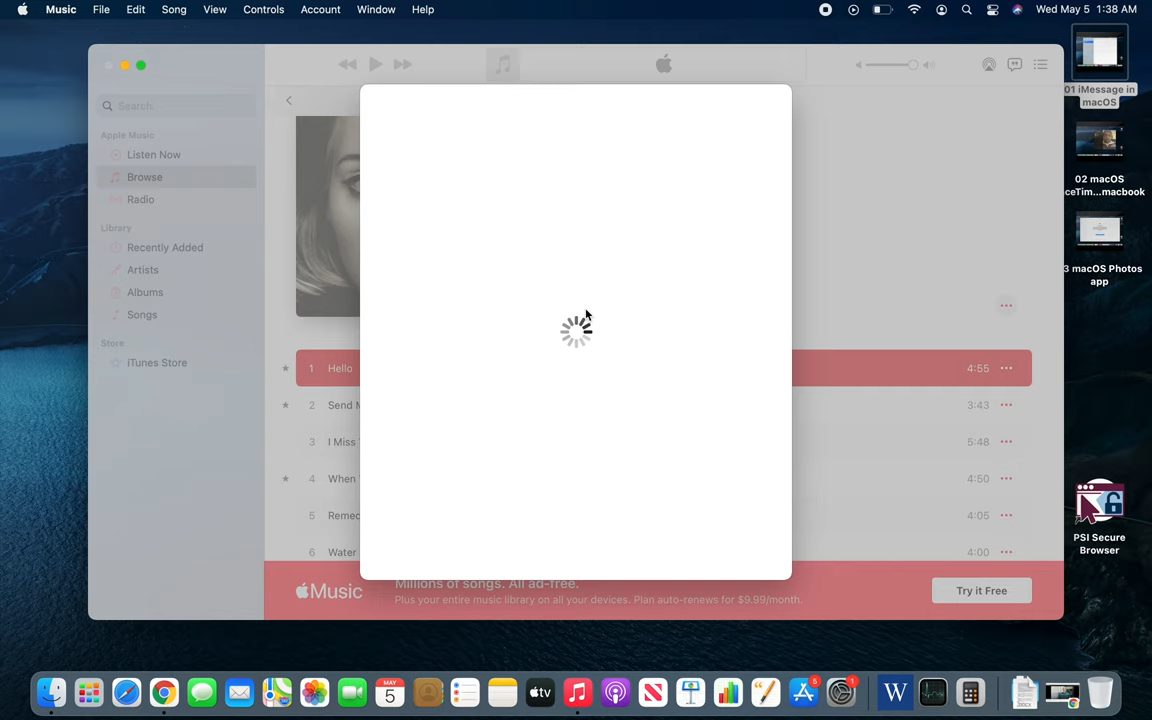 Music File Edit Song View Controls Account Window Help Wed May 5 1:38 AM
Search
Apple Music
Listen Now
Browse
Radio
Library
Recently Added
Artists
Albums
Songs
Store
iTunes Store
1 Hello 4:55
2 Send 3:43
3 I Miss 5:48
4 When 4:50
5 Remed 4:05
6 Water 4:00
Music
Millions of songs. All ad-free.
Plus your entire music library on all your devices. Plan auto-renews for $9.99/month.
Try it Free
01 iMessage in
macOS
02 macOS
ceTim...macbook
3 macOS Photos
app
PSI Secure
Browser
MAY
5
tv
5
1
W
DOCX